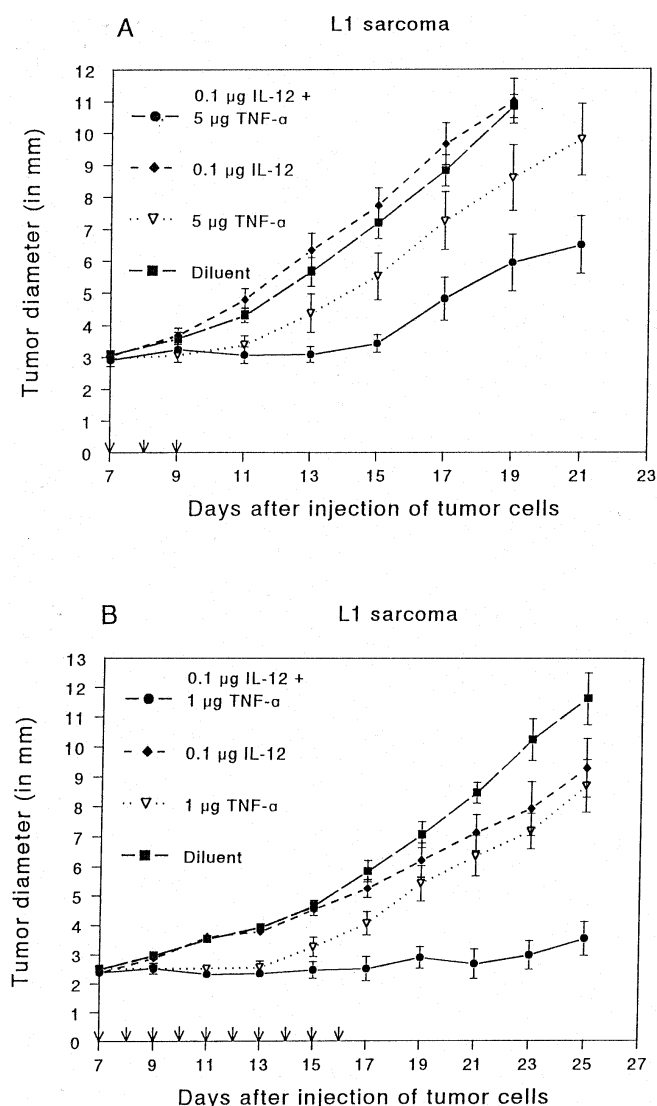 A
L1 sarcoma
Tumor diameter (in mm)
12
11
10
9
8
7
6
5
4
3
2
1
0
0.1 µg IL-12 +
5 µg TNF-α
0.1 µg IL-12
5 µg TNF-α
Diluent
7 9 11 13 15 17 19 21 23
Days after injection of tumor cells
B
L1 sarcoma
Tumor diameter (in mm)
13
12
11
10
9
8
7
6
5
4
3
2
1
0
0.1 µg IL-12 +
1 µg TNF-α
0.1 µg IL-12
1 µg TNF-α
Diluent
7 9 11 13 15 17 19 21 23 25 27
Days after injection of tumor cells